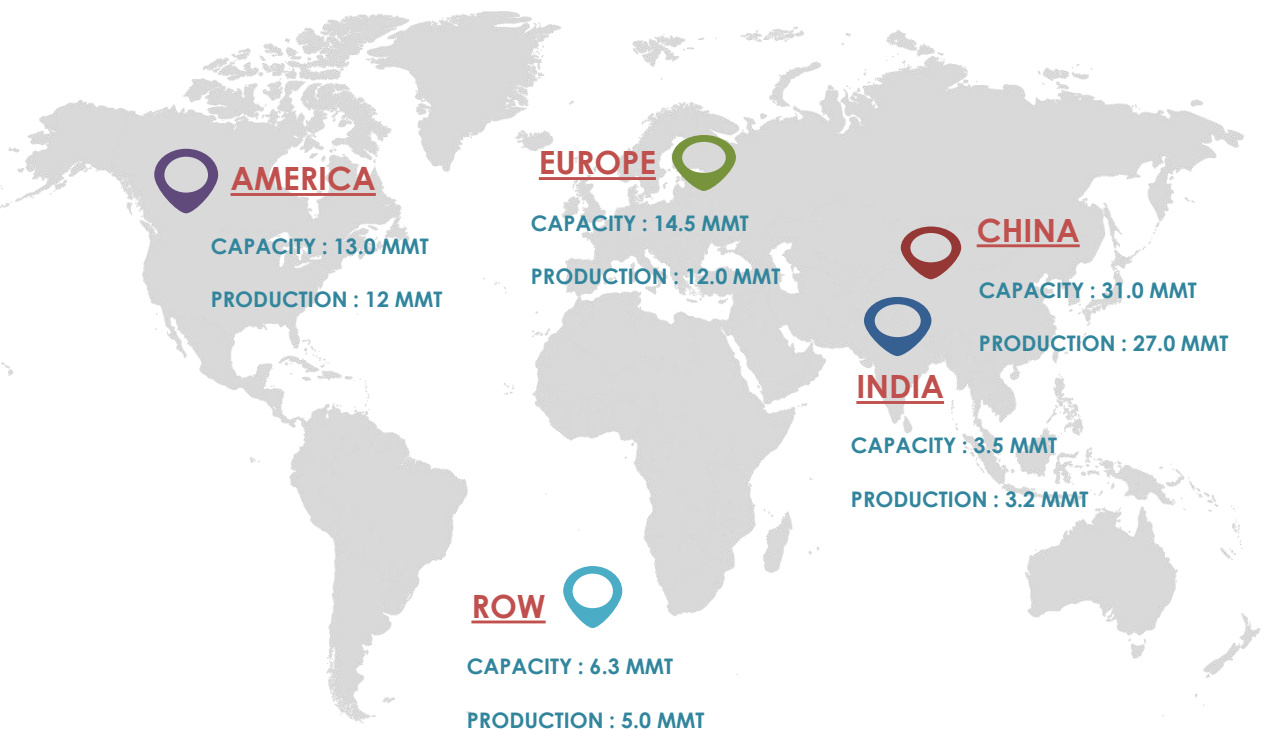 AMERICA
CAPACITY : 13.0 MMT
PRODUCTION : 12 MMT
EUROPE
CAPACITY : 14.5 MMT
PRODUCTION : 12.0 MMT
CHINA
CAPACITY : 31.0 MMT
PRODUCTION : 27.0 MMT
INDIA
CAPACITY : 3.5 MMT
PRODUCTION : 3.2 MMT
ROW
CAPACITY : 6.3 MMT
PRODUCTION : 5.0 MMT